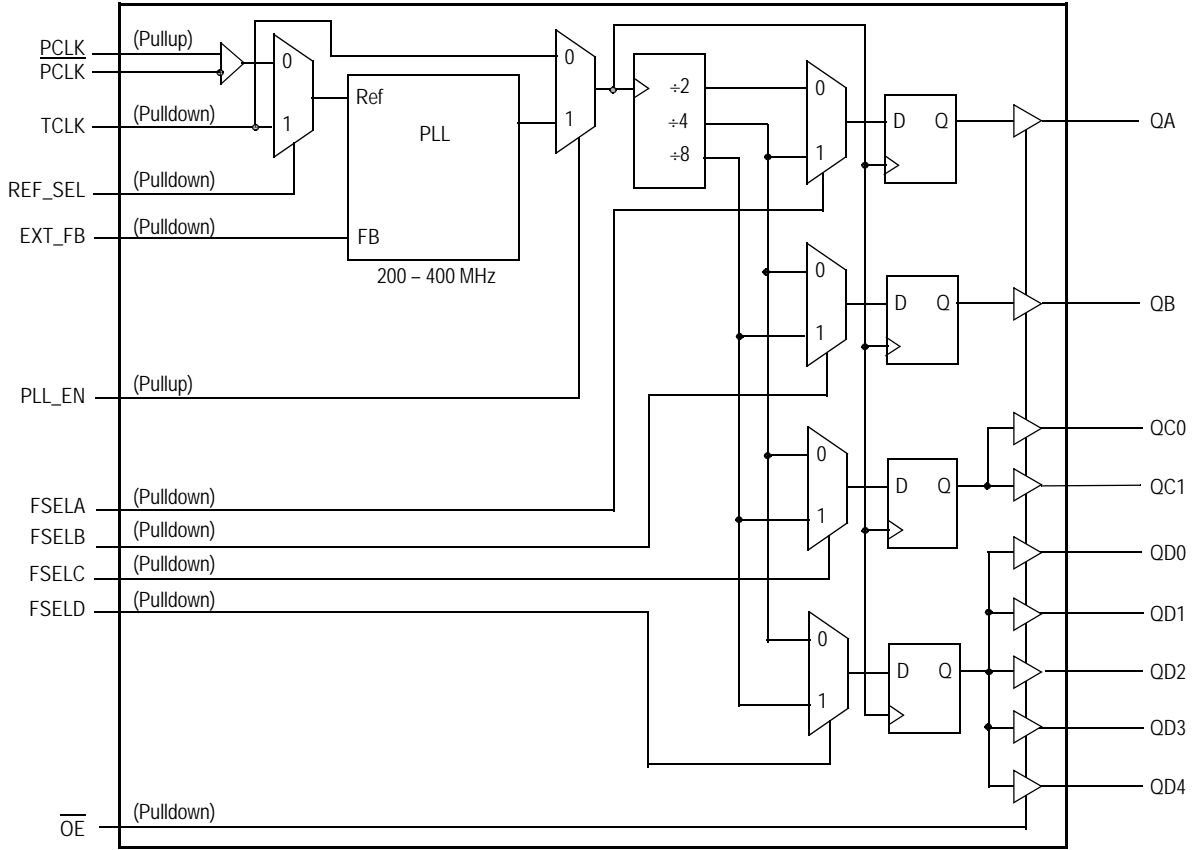 PCLK (Pullup)
PCLK
TCLK (Pulldown)
REF_SEL (Pulldown)
EXT_FB (Pulldown)
PLL_EN (Pullup)
FSELA (Pulldown)
FSELB (Pulldown)
FSELC (Pulldown)
FSELD (Pulldown)
OE (Pulldown)
0
1
Ref
PLL
FB
200 – 400 MHz
0
1
÷2
÷4
÷8
0
1
D Q
QA
0
1
D Q
QB
0
1
D Q
QC0
QC1
0
1
D Q
QD0
QD1
QD2
QD3
QD4